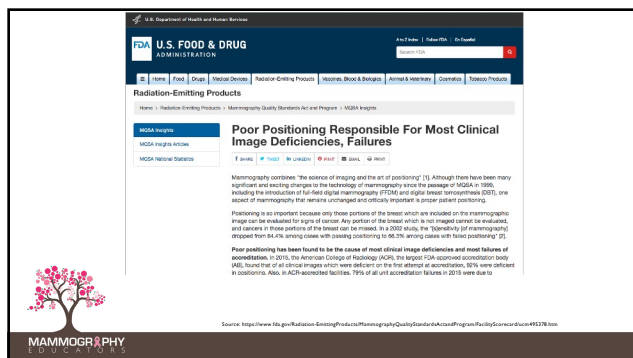 U.S. Department of Health and Human Services
FDA U.S. FOOD & DRUG
ADMINISTRATION
A to Z Index | Follow FDA | En Español
Search FDA
Home Food Drugs Medical Devices Radiation-Emitting Products Vaccines, Blood & Biologics Animal & Veterinary Cosmetics Tobacco Products
Radiation-Emitting Products
Home > Radiation-Emitting Products > Mammography Quality Standards Act and Program > MQSA Insights
MQSA Insights
MQSA Insights Articles
MQSA National Statistics
Poor Positioning Responsible For Most Clinical
Image Deficiencies, Failures
SHARE TWEET LINKEDIN PIN IT EMAIL PRINT
Mammography combines "the science of imaging and the art of positioning" [1]. Although there have been many
significant and exciting changes to the technology of mammography since the passage of MQSA in 1999,
including the introduction of full-field digital mammography (FFDM) and digital breast tomosynthesis (DBT), one
aspect of mammography that remains unchanged and critically important is proper patient positioning.
Positioning is so important because only those portions of the breast which are included on the mammographic
image can be evaluated for signs of cancer. Any portion of the breast which is not imaged cannot be evaluated,
and cancers in those portions of the breast can be missed. In a 2002 study, the "[s]ensitivity [of mammography]
dropped from 84.4% among cases with passing positioning to 66.3% among cases with failed positioning" [2].
Poor positioning has been found to be the cause of most clinical image deficiencies and most failures of
accreditation. In 2015, the American College of Radiology (ACR), the largest FDA-approved accreditation body
(AB), found that of all clinical images which were deficient on the first attempt at accreditation, 92% were deficient
in positioning. Also, in ACR-accredited facilities, 79% of all unit accreditation failures in 2015 were due to
Source: https://www.fda.gov/Radiation-EmittingProducts/MammographyQualityStandardsActandProgram/FacilityScorecard/ucm495378.htm
MAMMOGRAPHY
EDUCATORS